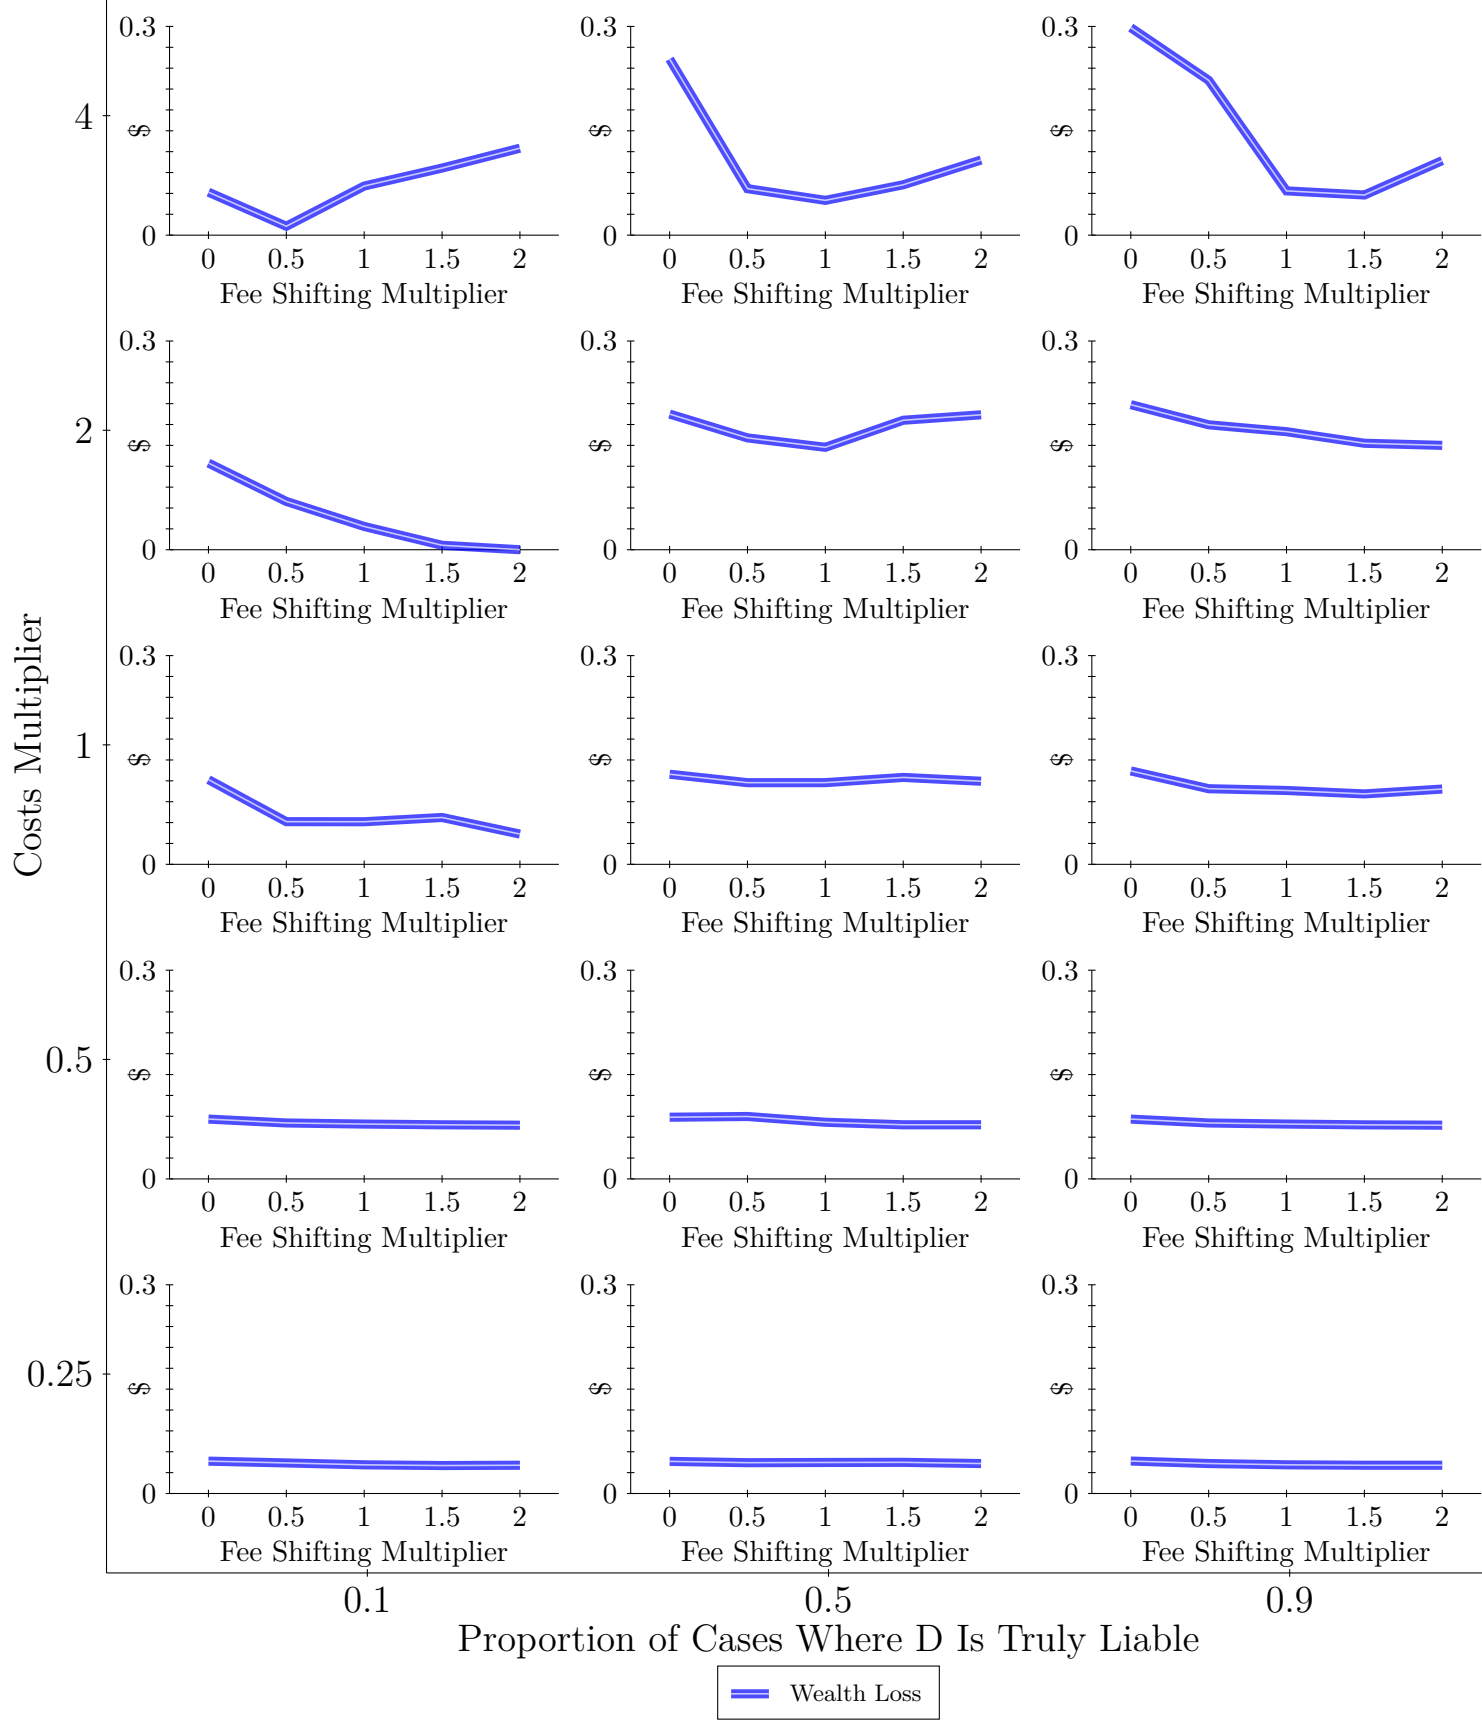 0.3 0.3 0.3
4 $ $ $
0 0 0
0 0.5 1 1.5 2 0 0.5 1 1.5 2 0 0.5 1 1.5 2
Fee Shifting Multiplier Fee Shifting Multiplier Fee Shifting Multiplier
0.3 0.3 0.3
2 $ $ $
0 0 0
0 0.5 1 1.5 2 0 0.5 1 1.5 2 0 0.5 1 1.5 2
Fee Shifting Multiplier Fee Shifting Multiplier Fee Shifting Multiplier
Costs Multiplier
0.3 0.3 0.3
1 $ $ $
0 0 0
0 0.5 1 1.5 2 0 0.5 1 1.5 2 0 0.5 1 1.5 2
Fee Shifting Multiplier Fee Shifting Multiplier Fee Shifting Multiplier
0.3 0.3 0.3
0.5 $ $ $
0 0 0
0 0.5 1 1.5 2 0 0.5 1 1.5 2 0 0.5 1 1.5 2
Fee Shifting Multiplier Fee Shifting Multiplier Fee Shifting Multiplier
0.3 0.3 0.3
0.25 $ $ $
0 0 0
0 0.5 1 1.5 2 0 0.5 1 1.5 2 0 0.5 1 1.5 2
Fee Shifting Multiplier Fee Shifting Multiplier Fee Shifting Multiplier
0.1 0.5 0.9
Proportion of Cases Where D Is Truly Liable
Wealth Loss